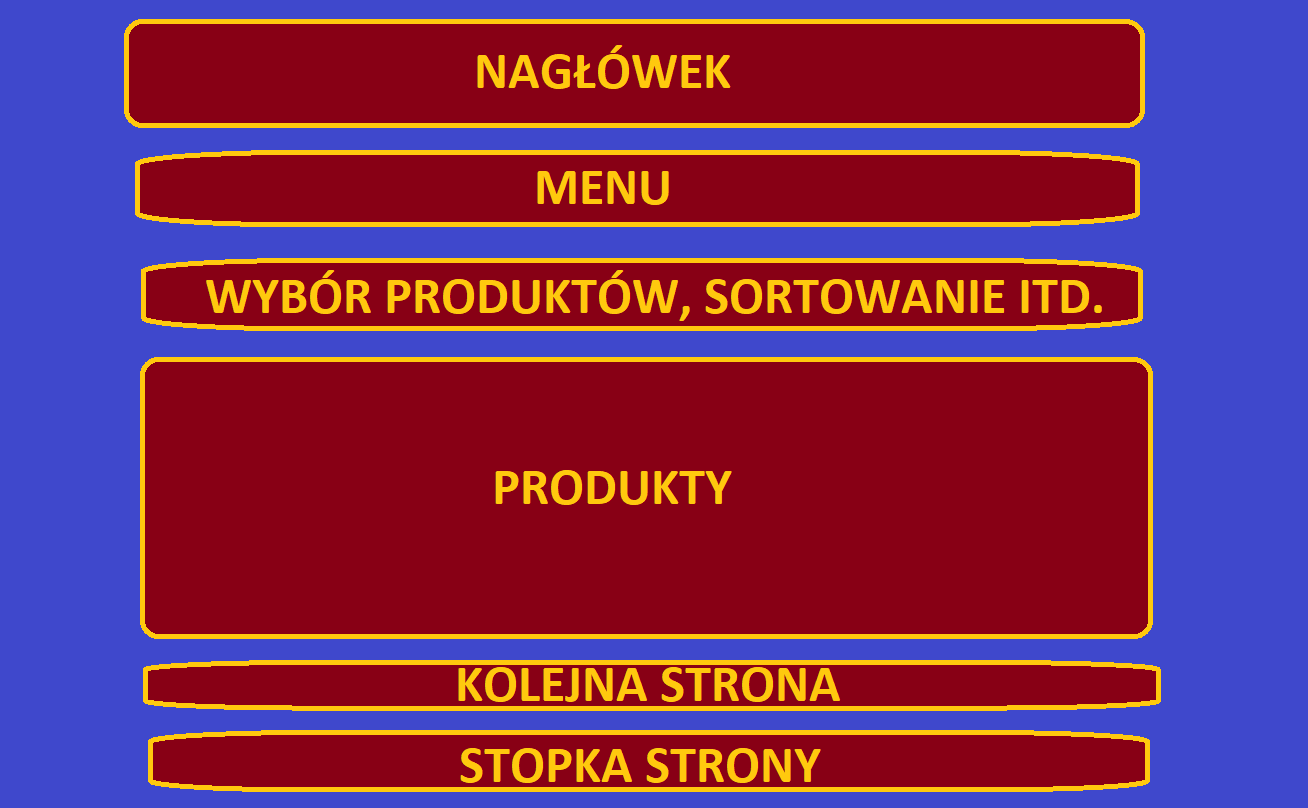 NAGŁÓWEK
MENU
WYBÓR PRODUKTÓW, SORTOWANIE ITD.
PRODUKTY
KOLEJNA STRONA
STOPKA STRONY